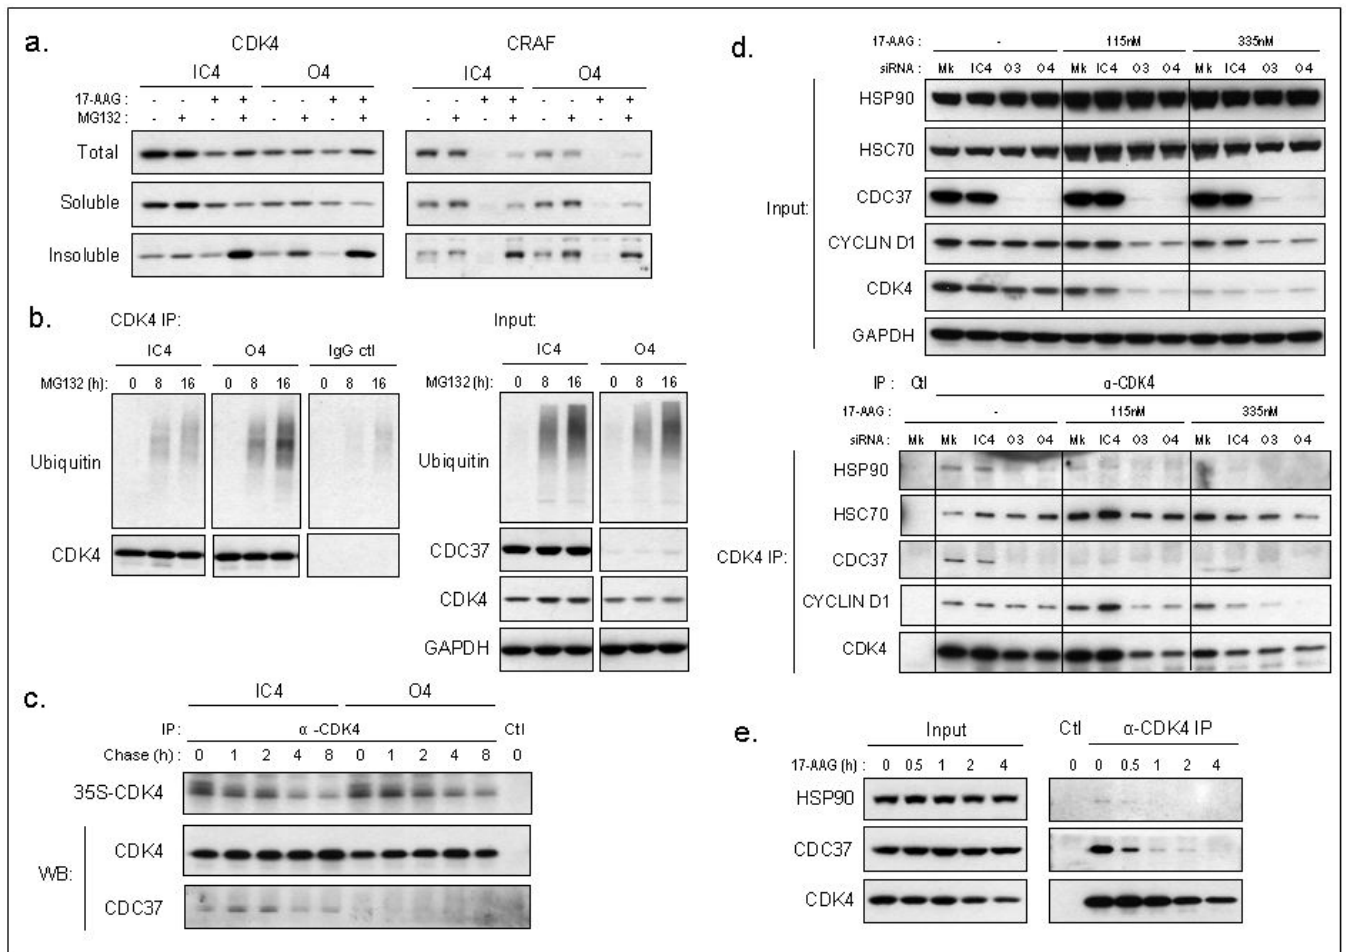 a.
CDK4
IC4 O4
17-AAG : - - + + - - + +
MG132 : - + - + - + - +
Total
Soluble
Insoluble
CRAF
IC4 O4
- - + + - - + +
- + - + - + - +
b.
CDK4 IP:
IC4 O4 IgG ctl
MG132 (h): 0 8 16 0 8 16 0 8 16
Ubiquitin
CDK4
Input:
IC4 O4
MG132 (h): 0 8 16 0 8 16
Ubiquitin
CDC37
CDK4
GAPDH
c.
IC4 O4
IP: α -CDK4 Ctl
Chase (h) : 0 1 2 4 8 0 1 2 4 8 0
35S-CDK4
WB:
CDK4
CDC37
d.
17-AAG : - 115nM 335nM
siRNA : Mk IC4 O3 O4 Mk IC4 O3 O4 Mk IC4 O3 O4
Input:
HSP90
HSC70
CDC37
CYCLIN D1
CDK4
GAPDH
IP : Ctl α-CDK4
17-AAG : - 115nM 335nM
siRNA : Mk Mk IC4 O3 O4 Mk IC4 O3 O4 Mk IC4 O3 O4
CDK4 IP:
HSP90
HSC70
CDC37
CYCLIN D1
CDK4
e.
Input Ctl α-CDK4 IP
17-AAG (h) : 0 0.5 1 2 4 0 0 0.5 1 2 4
HSP90
CDC37
CDK4